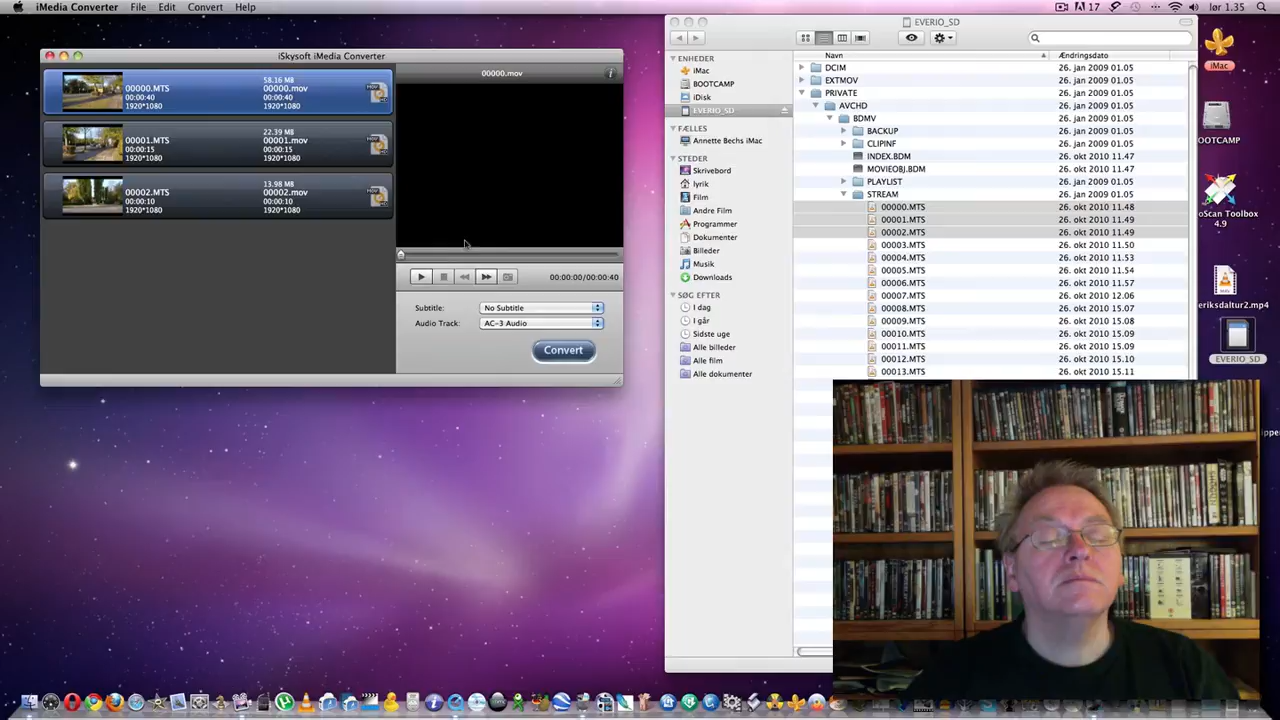 iMedia Converter File Edit Convert Help
17 lør 1.35
iSkysoft iMedia Converter
00000.MTS
00:00:40
1920*1080
58.16 MB
00000.mov
00:00:40
1920*1080
00001.MTS
00:00:15
1920*1080
22.39 MB
00001.mov
00:00:15
1920*1080
00002.MTS
00:00:10
1920*1080
13.98 MB
00002.mov
00:00:10
1920*1080
00000.mov
00:00:00/00:00:40
Subtitle: No Subtitle
Audio Track: AC-3 Audio
Convert
EVERIO_SD
ENHEDER
iMac
BOOTCAMP
iDisk
EVERIO_SD
FÆLLES
Annette Bechs iMac
STEDER
Skrivebord
lyrik
Film
Andre Film
Programmer
Dokumenter
Billeder
Musik
Downloads
SØG EFTER
I dag
I går
Sidste uge
Alle billeder
Alle film
Alle dokumenter
Navn Ændringsdato
DCIM 26. jan 2009 01.05
EXTMOV 26. jan 2009 01.05
PRIVATE 26. jan 2009 01.05
AVCHD 26. jan 2009 01.05
BDMV 26. jan 2009 01.05
BACKUP 26. jan 2009 01.05
CLIPINF 26. jan 2009 01.05
INDEX.BDM 26. okt 2010 11.47
MOVIEOBJ.BDM 26. okt 2010 11.47
PLAYLIST 26. jan 2009 01.05
STREAM 26. jan 2009 01.05
00000.MTS 26. okt 2010 11.48
00001.MTS 26. okt 2010 11.49
00002.MTS 26. okt 2010 11.49
00003.MTS 26. okt 2010 11.50
00004.MTS 26. okt 2010 11.53
00005.MTS 26. okt 2010 11.54
00006.MTS 26. okt 2010 11.57
00007.MTS 26. okt 2010 12.06
00008.MTS 26. okt 2010 15.07
00009.MTS 26. okt 2010 15.08
00010.MTS 26. okt 2010 15.09
00011.MTS 26. okt 2010 15.09
00012.MTS 26. okt 2010 15.10
00013.MTS 26. okt 2010 15.11
iMac
BOOTCAMP
oScan Toolbox
4.9
eriksdaltur2.mp4
EVERIO_SD